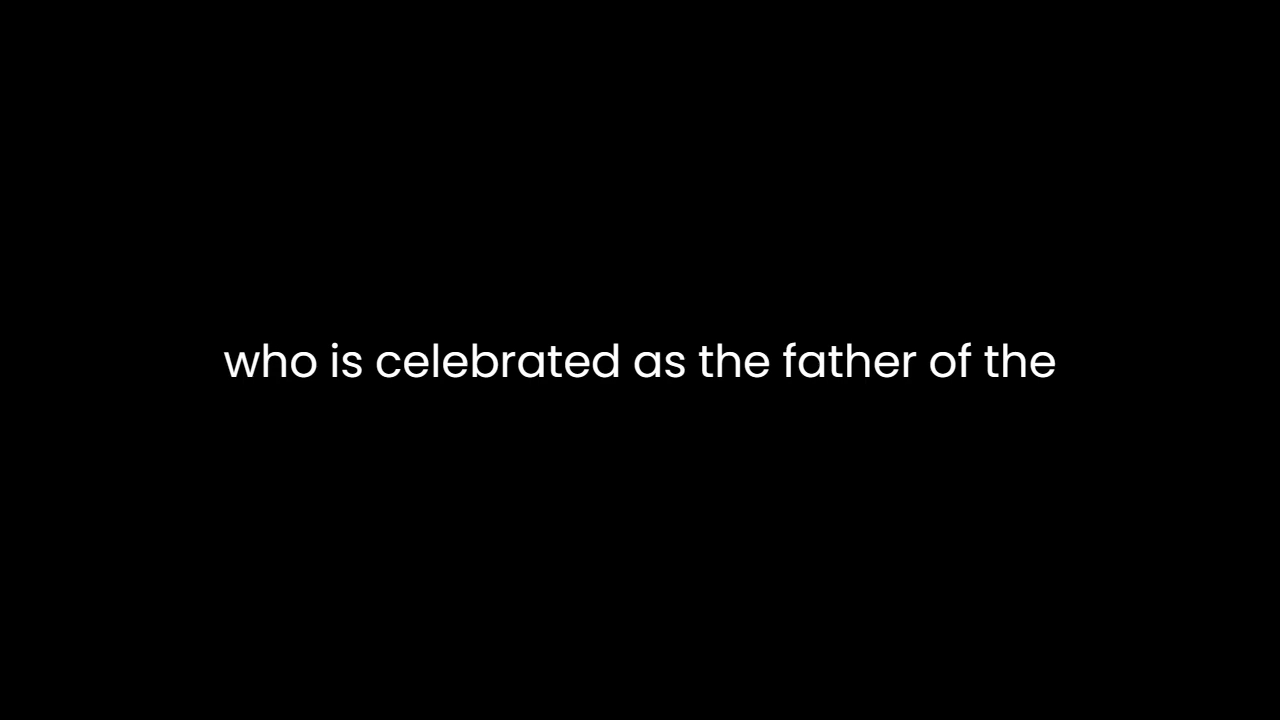 who is celebrated as the father of the